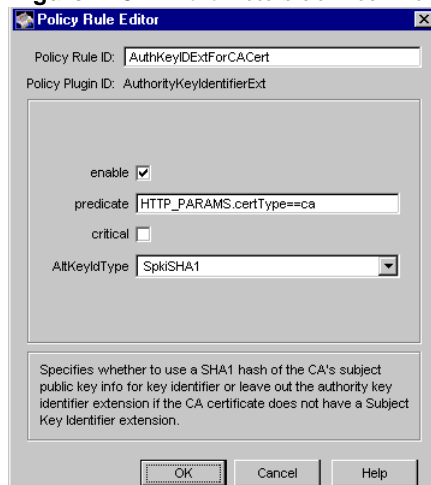 Policy Rule Editor
Policy Rule ID: AuthKeyIDExtForCACert
Policy Plugin ID: AuthorityKeyIdentifierExt
enable
predicate HTTP_PARAMS.certType==ca
critical
AltKeyIdType SpkiSHA1
Specifies whether to use a SHA1 hash of the CA's subject
public key info for key identifier or leave out the authority key
identifier extension if the CA certificate does not have a Subject
Key Identifier extension.
OK Cancel Help